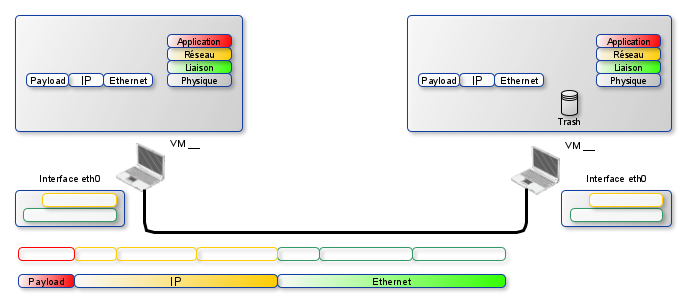 Application
Réseau
Liaison
Physique
Payload IP Ethernet
VM __
Interface eth0
Application
Réseau
Liaison
Physique
Payload IP Ethernet
Trash
VM __
Interface eth0
Payload IP Ethernet